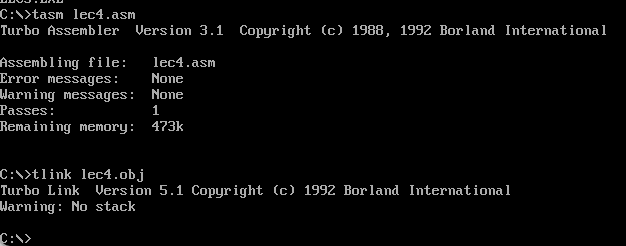 C:\>tasm lec4.asm
Turbo Assembler  Version 3.1  Copyright (c) 1988, 1992 Borland International
Assembling file:   lec4.asm
Error messages:    None
Warning messages:  None
Passes:            1
Remaining memory:  473k
C:\>tlink lec4.obj
Turbo Link  Version 5.1 Copyright (c) 1992 Borland International
Warning: No stack
C:\>